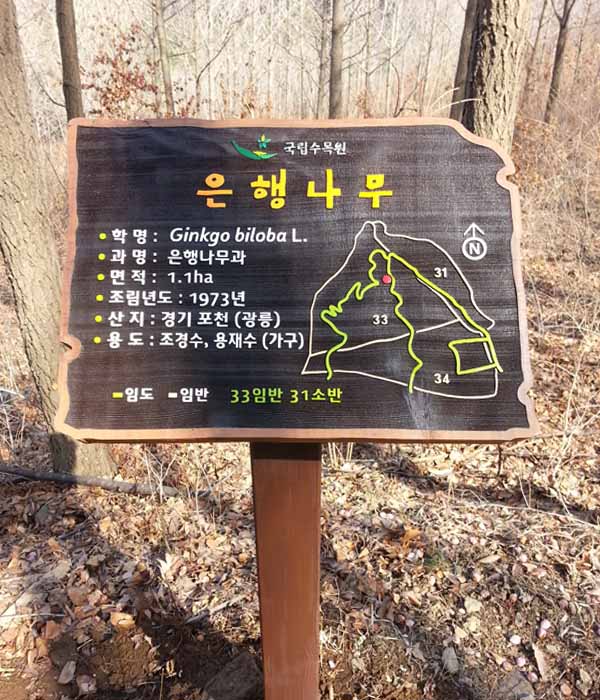 국립수목원
은행나무
• 학 명 : Ginkgo biloba L.
• 과 명 : 은행나무과
• 면 적 : 1.1ha
• 조림년도 : 1973년
• 산 지 : 경기 포천 (광릉)
• 용 도 : 조경수, 용재수 (가구)
N
31
33
34
임도 임반 33임반 31소반